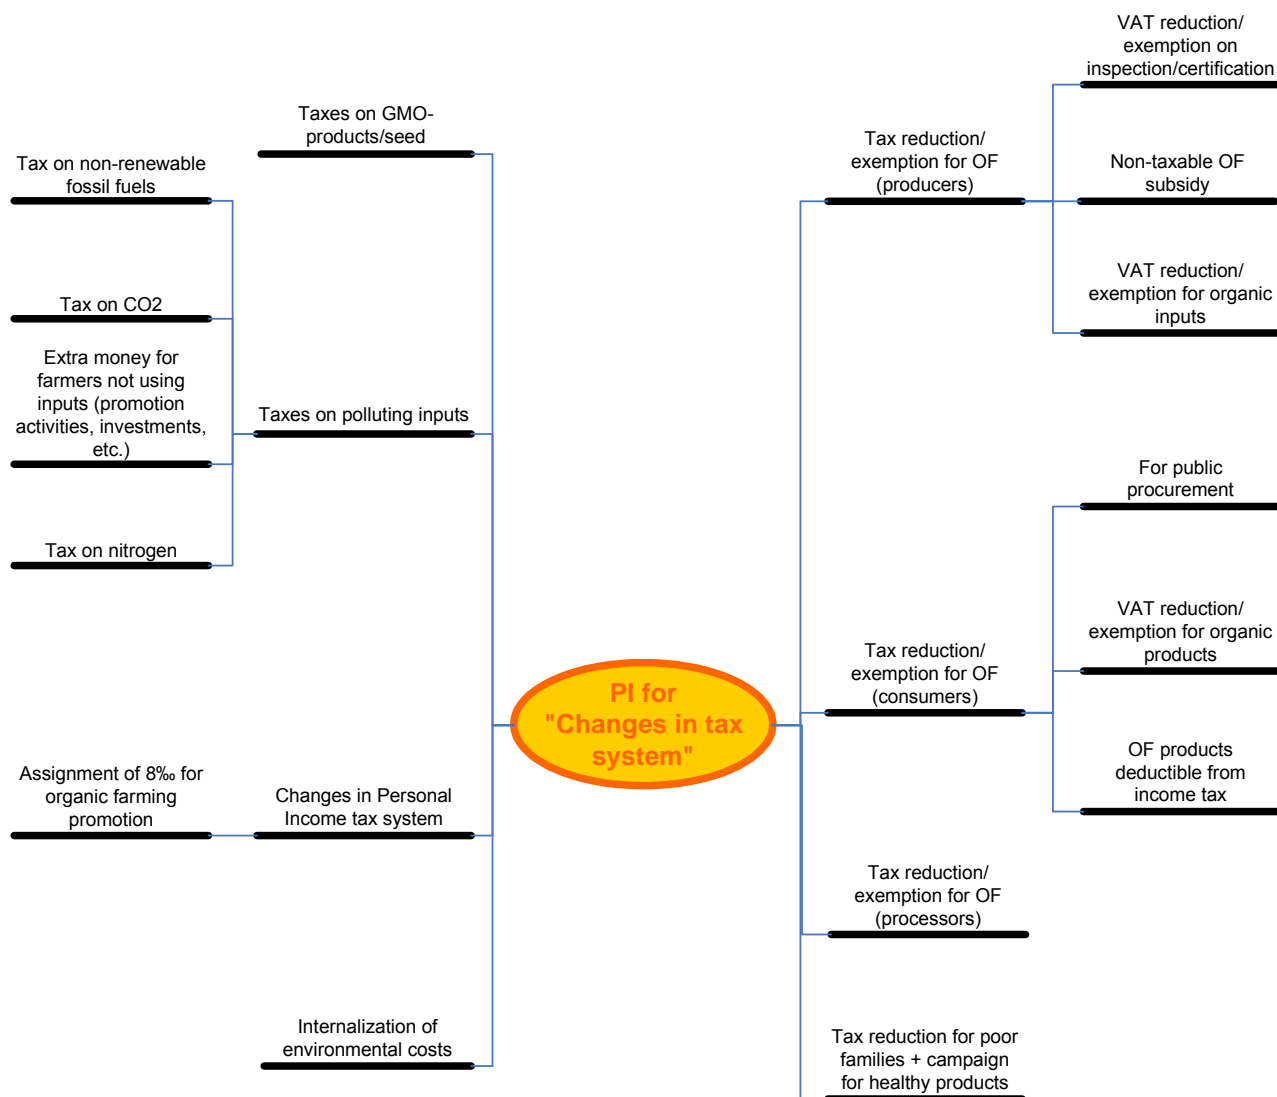 VAT reduction/
exemption on
inspection/certification
Taxes on GMO-
products/seed
Tax reduction/
exemption for OF
(producers)
Tax on non-renewable
fossil fuels
Non-taxable OF
subsidy
Tax on CO2
VAT reduction/
exemption for organic
inputs
Extra money for
farmers not using
inputs (promotion
activities, investments,
etc.)
Taxes on polluting inputs
For public
procurement
Tax on nitrogen
VAT reduction/
exemption for organic
products
Tax reduction/
exemption for OF
(consumers)
PI for
"Changes in tax
system"
OF products
deductible from
income tax
Assignment of 8‰ for
organic farming
promotion
Changes in Personal
Income tax system
Tax reduction/
exemption for OF
(processors)
Internalization of
environmental costs
Tax reduction for poor
families + campaign
for healthy products